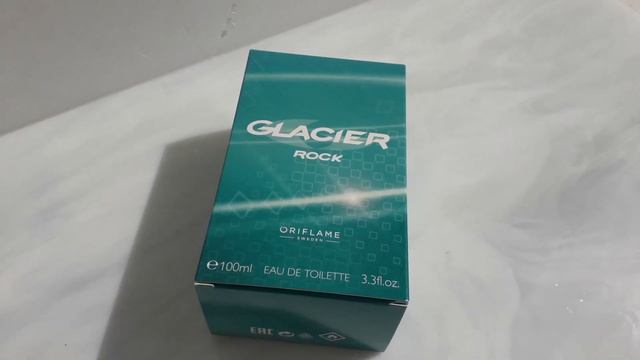 GLACIER
ROCK
ORIFLAME
SWEDEN
℮100ml EAU DE TOILETTE 3.3fl.oz.
EAC